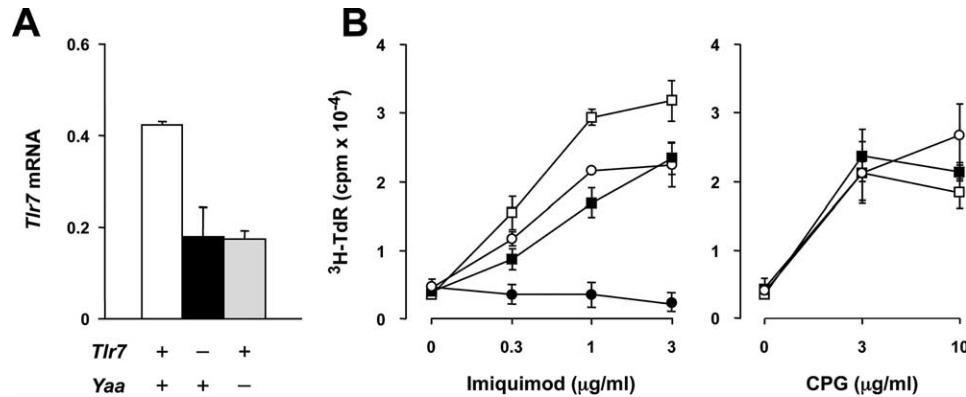 A
B
Tlr7 mRNA
0.6
0.4
0.2
0
Tlr7 + – +
Yaa + + –
³H-TdR (cpm x 10⁻⁴)
4
3
2
1
0
0 0.3 1 3
Imiquimod (µg/ml)
4
3
2
1
0
0 3 10
CPG (µg/ml)